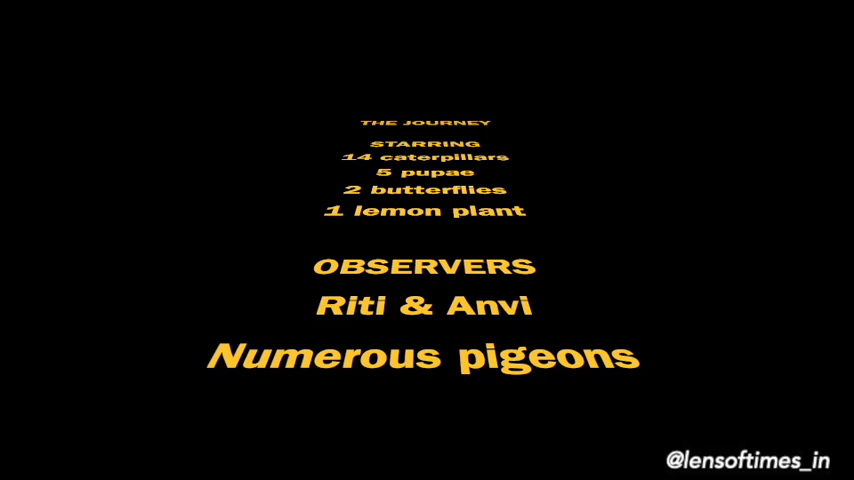 THE JOURNEY
STARRING
14 caterpillars
5 pupae
2 butterflies
1 lemon plant
OBSERVERS
Riti & Anvi
Numerous pigeons
@lensoftimes_in